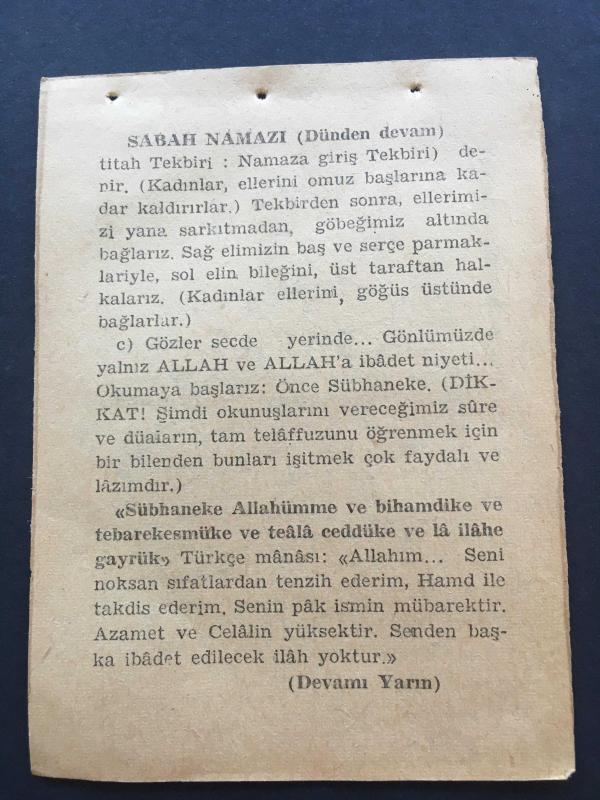 SABAH NAMAZI (Dünden devam)
titah Tekbiri : Namaza giriş Tekbiri) de-
nir. (Kadınlar, ellerini omuz başlarına ka-
dar kaldırırlar.) Tekbirden sonra, ellerimi-
zi yana sarkıtmadan, göbeğimiz altında
bağlarız. Sağ elimizin baş ve serçe parmak-
lariyle, sol elin bileğini, üst taraftan hal-
kalarız. (Kadınlar ellerini, göğüs üstünde
bağlarlar.)
c) Gözler secde yerinde... Gönlümüzde
yalnız ALLAH ve ALLAH'a ibâdet niyeti...
Okumaya başlarız: Önce Sübhaneke. (DİK-
KAT! Şimdi okunuşlarını vereceğimiz sûre
ve düaların, tam telâffuzunu öğrenmek için
bir bilenden bunları işitmek çok faydalı ve
lâzımdır.)
«Sübhaneke Allahümme ve bihamdike ve
tebarekesmüke ve teâlâ ceddüke ve lâ ilâhe
gayrük» Türkçe mânası: «Allahım... Seni
noksan sıfatlardan tenzih ederim, Hamd ile
takdis ederim. Senin pâk ismin mübarektir.
Azamet ve Celâlin yüksektir. Senden baş-
ka ibâdet edilecek ilâh yoktur.»
(Devamı Yarın)